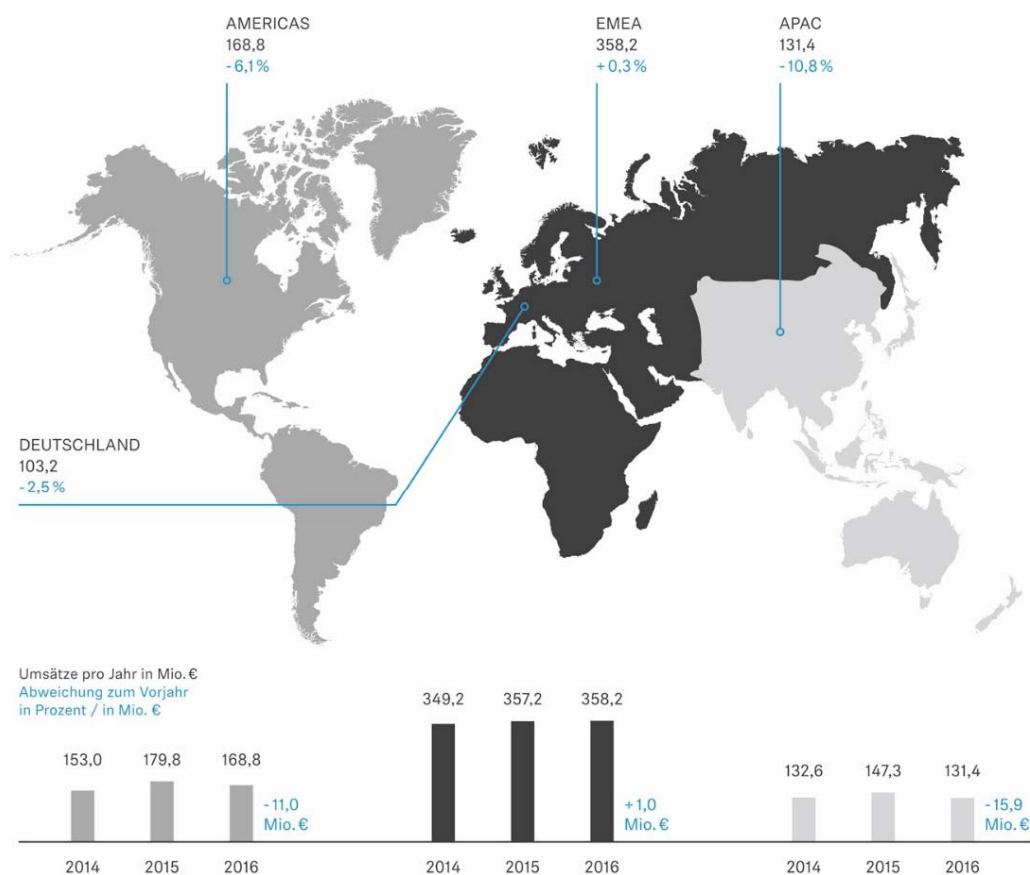 AMERICAS
168,8
-6,1 %
EMEA
358,2
+0,3 %
APAC
131,4
-10,8 %
DEUTSCHLAND
103,2
-2,5 %
Umsätze pro Jahr in Mio. €
Abweichung zum Vorjahr
in Prozent / in Mio. €
153,0
179,8
168,8
-11,0
Mio. €
2014
2015
2016
349,2
357,2
358,2
+1,0
Mio. €
2014
2015
2016
132,6
147,3
131,4
-15,9
Mio. €
2014
2015
2016